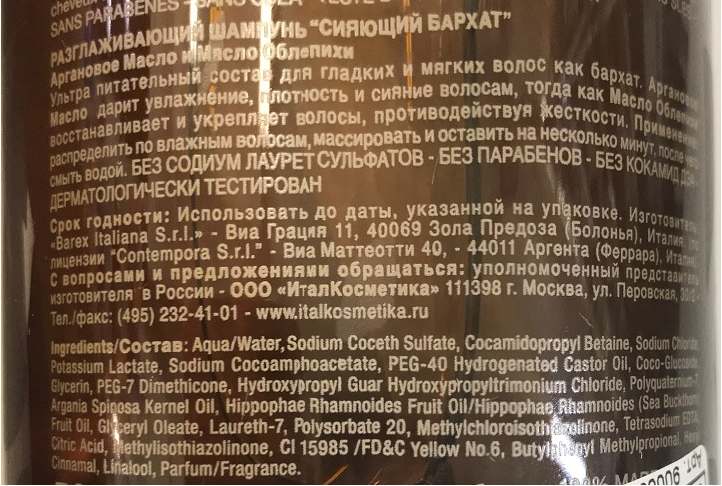 SANS PARABENES - SANS
РАЗГЛАЖИВАЮЩИЙ ШАМПУНЬ "СИЯЮЩИЙ БАРХАТ"
Аргановое Масло и Масло Облепихи
Ультра питательный состав для гладких и мягких волос как бархат. Арганово
Масло дарит увлажнение, плотность и сияние волосам, тогда как Масло Облепихи
восстанавливает и укрепляет волосы, противодействуя жесткости. Применение:
распределить по влажным волосам, массировать и оставить на несколько минут, после чего
смыть водой. БЕЗ СОДИУМ ЛАУРЕТ СУЛЬФАТОВ - БЕЗ ПАРАБЕНОВ - БЕЗ КОКАМИД ДЭА
ДЕРМАТОЛОГИЧЕСКИ ТЕСТИРОВАН
Срок годности: Использовать до даты, указанной на упаковке. Изготовитель
«Barex Italiana S.r.l.» - Виа Грация 11, 40069 Зола Предоза (Болонья), Италия
лицензии "Contempora S.r.l." - Виа Маттеотти 40, - 44011 Аргента (Феррара), Италия
С вопросами и предложениями обращаться: уполномоченный представитель
изготовителя в России - ООО «ИталКосметика» 111398 г. Москва, ул. Перовская, 30/2
Тел./факс: (495) 232-41-01 - www.italkosmetika.ru
Ingredients/Состав: Aqua/Water, Sodium Coceth Sulfate, Cocamidopropyl Betaine, Sodium Chloride,
Potassium Lactate, Sodium Cocoamphoacetate, PEG-40 Hydrogenated Castor Oil, Coco-Glucoside,
Glycerin, PEG-7 Dimethicone, Hydroxypropyl Guar Hydroxypropyltrimonium Chloride, Polyquaternium-7,
Argania Spinosa Kernel Oil, Hippophae Rhamnoides Fruit Oil/Hippophae Rhamnoides (Sea Buckthorn)
Fruit Oil, Glyceryl Oleate, Laureth-7, Polysorbate 20, Methylchloroisothiazolinone, Tetrasodium EDTA,
Citric Acid, Methylisothiazolinone, CI 15985 /FD&C Yellow No.6, Butylphenyl Methylpropional, Hexyl
Cinnamal, Linalool, Parfum/Fragrance.
Арт.